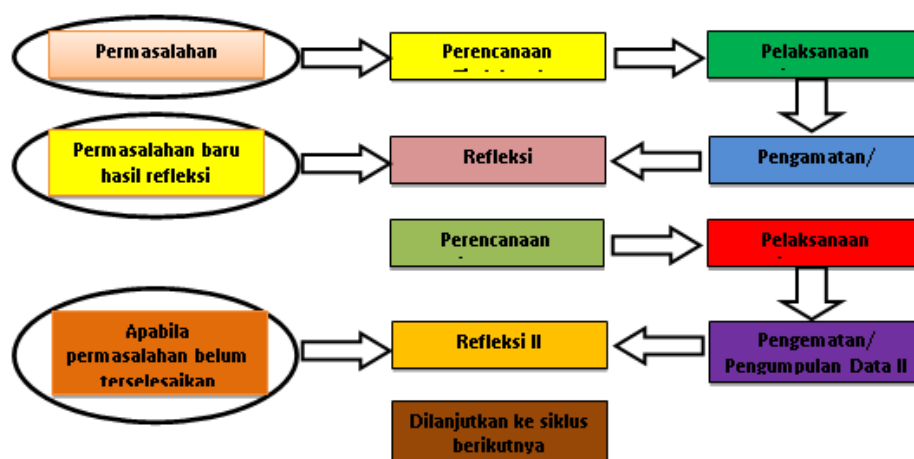 Permasalahan
Perencanaan
Pelaksanaan
Permasalahan baru
hasil refleksi
Refleksi
Pengamatan/
Perencanaan
Pelaksanaan
Apabila
permasalahan belum
terselesaikan
Refleksi II
Pengematan/
Pengumpulan Data II
Dilanjutkan ke siklus
berikutnya